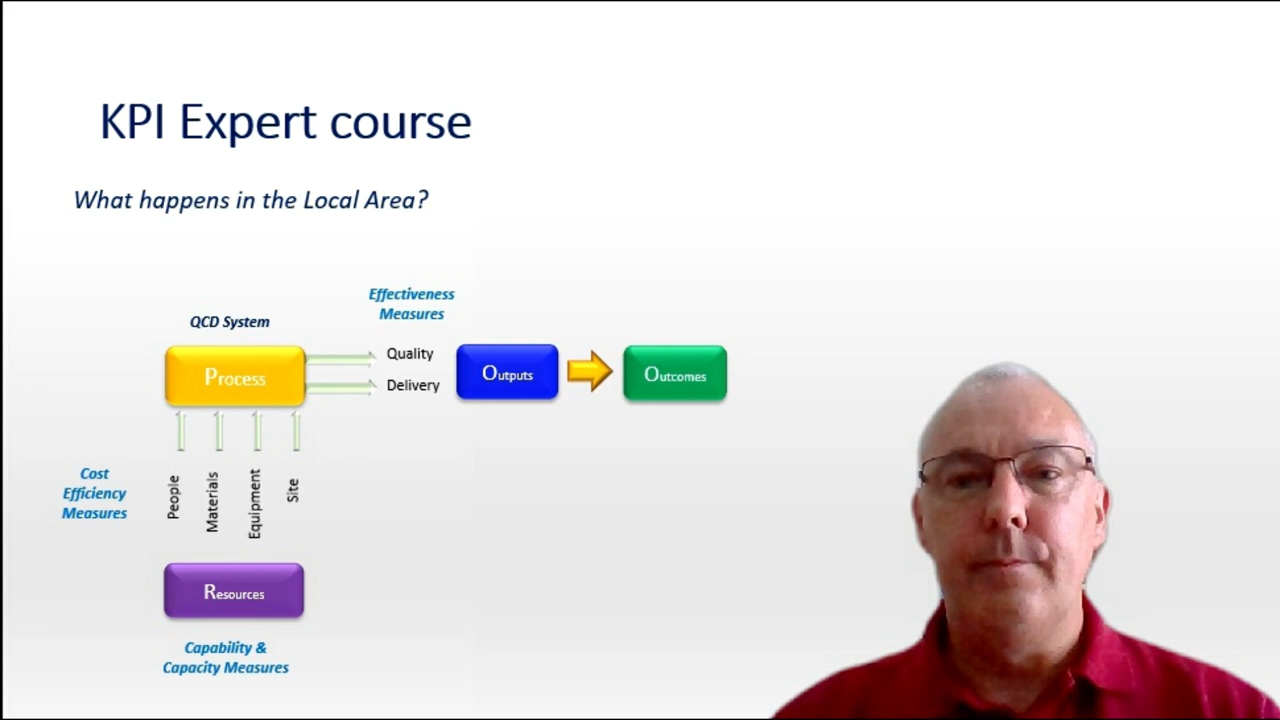 KPI Expert course
What happens in the Local Area?
Effectiveness
Measures
QCD System
Process
Quality
Delivery
Outputs
Outcomes
Cost
Efficiency
Measures
People
Materials
Equipment
Site
Resources
Capability &
Capacity Measures